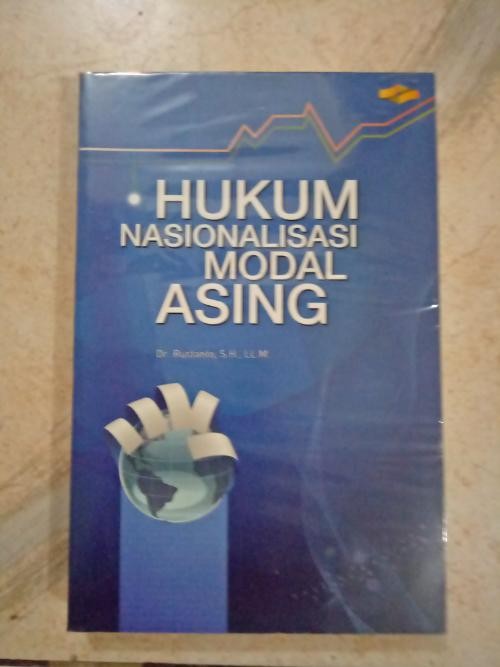 HUKUM
NASIONALISASI
MODAL
ASING
Dr. Rustanto, S.H., LL.M.